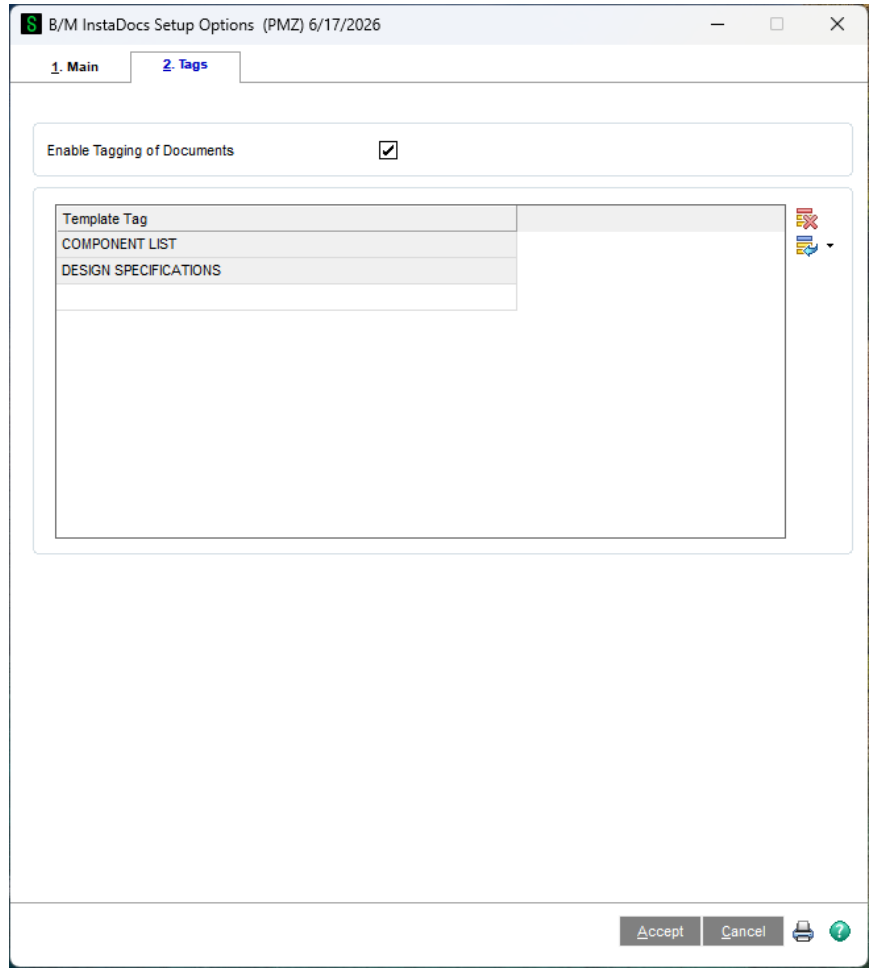 B/M InstaDocs Setup Options (PMZ) 6/17/2026
1. Main 2. Tags
Enable Tagging of Documents
Template Tag
COMPONENT LIST
DESIGN SPECIFICATIONS
Accept Cancel